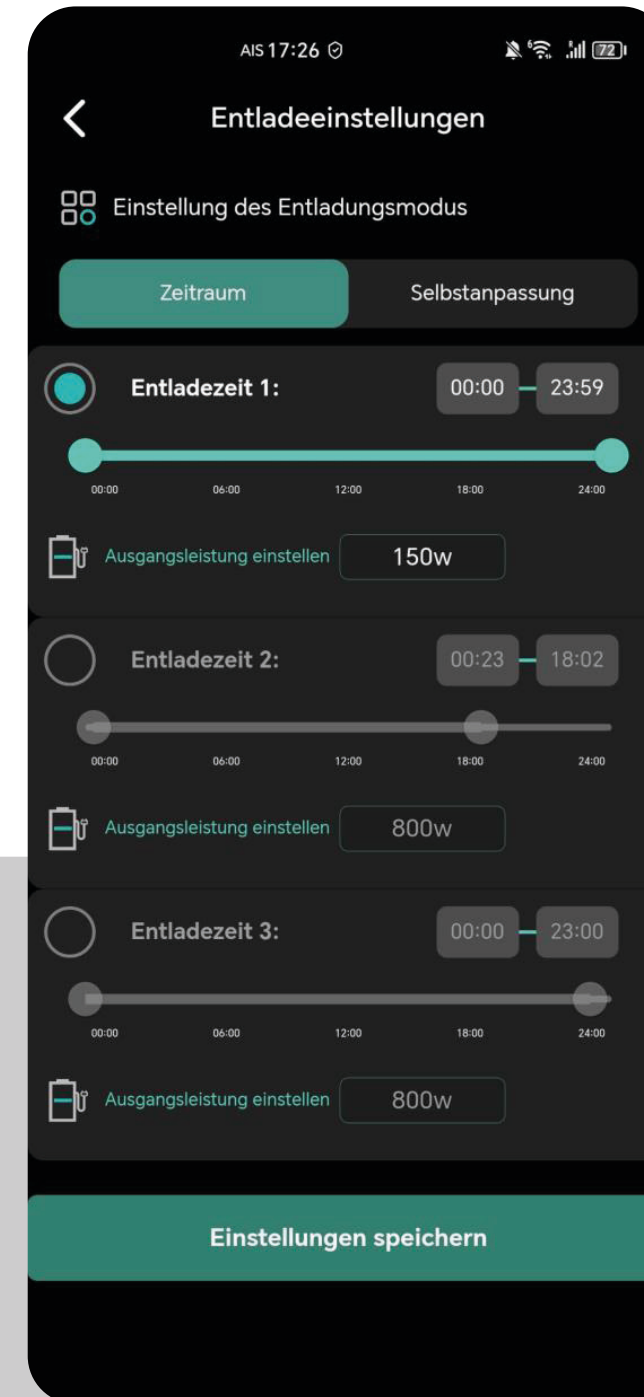 AIS 17:26 72
Entladeeinstellungen
Einstellung des Entladungsmodus
Zeitraum Selbstanpassung
Entladezeit 1: 00:00 – 23:59
00:00 06:00 12:00 18:00 24:00
Ausgangsleistung einstellen 150w
Entladezeit 2: 00:23 – 18:02
00:00 06:00 12:00 18:00 24:00
Ausgangsleistung einstellen 800w
Entladezeit 3: 00:00 – 23:00
00:00 06:00 12:00 18:00 24:00
Ausgangsleistung einstellen 800w
Einstellungen speichern